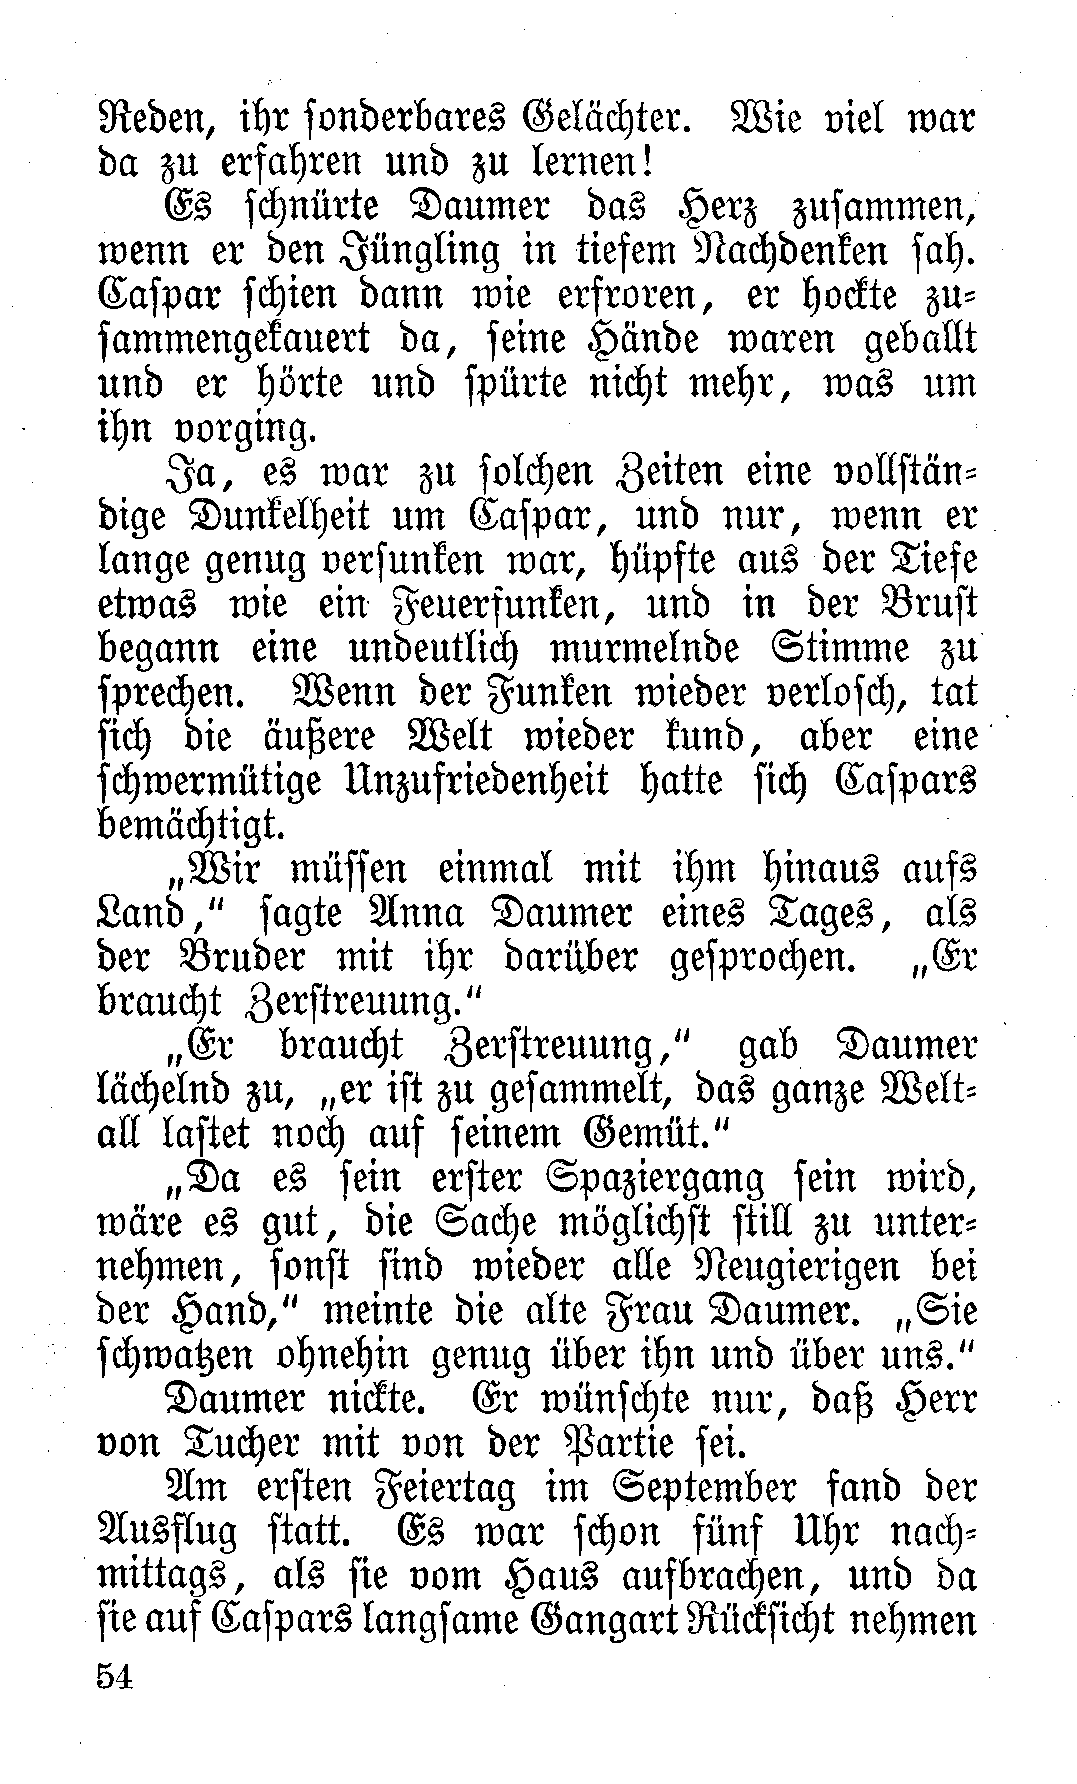 Reden, ihr sonderbares Gelächter. Wie viel war
da zu erfahren und zu lernen!
Es schnürte Daumer das Herz zusammen,
wenn er den Jüngling in tiefem Nachdenken sah.
Caspar schien dann wie erfroren, er hockte zu-
sammengekauert da, seine Hände waren geballt
und er hörte und spürte nicht mehr, was um
ihn vorging.
Ja, es war zu solchen Zeiten eine vollstän-
dige Dunkelheit um Caspar, und nur, wenn er
lange genug versunken war, hüpfte aus der Tiefe
etwas wie ein Feuerfunken, und in der Brust
begann eine undeutlich murmelnde Stimme zu
sprechen. Wenn der Funken wieder verlosch, tat
sich die äußere Welt wieder kund, aber eine
schwermütige Unzufriedenheit hatte sich Caspars
bemächtigt.
„Wir müssen einmal mit ihm hinaus aufs
Land,“ sagte Anna Daumer eines Tages, als
der Bruder mit ihr darüber gesprochen. „Er
braucht Zerstreuung.“
„Er braucht Zerstreuung,“ gab Daumer
lächelnd zu, „er ist zu gesammelt, das ganze Welt-
all lastet noch auf seinem Gemüt.“
„Da es sein erster Spaziergang sein wird,
wäre es gut, die Sache möglichst still zu unter-
nehmen, sonst sind wieder alle Neugierigen bei
der Hand,“ meinte die alte Frau Daumer. „Sie
schwatzen ohnehin genug über ihn und über uns.“
Daumer nickte. Er wünschte nur, daß Herr
von Tucher mit von der Partie sei.
Am ersten Feiertag im September fand der
Ausflug statt. Es war schon fünf Uhr nach-
mittags, als sie vom Haus aufbrachen, und da
sie auf Caspars langsame Gangart Rücksicht nehmen
54